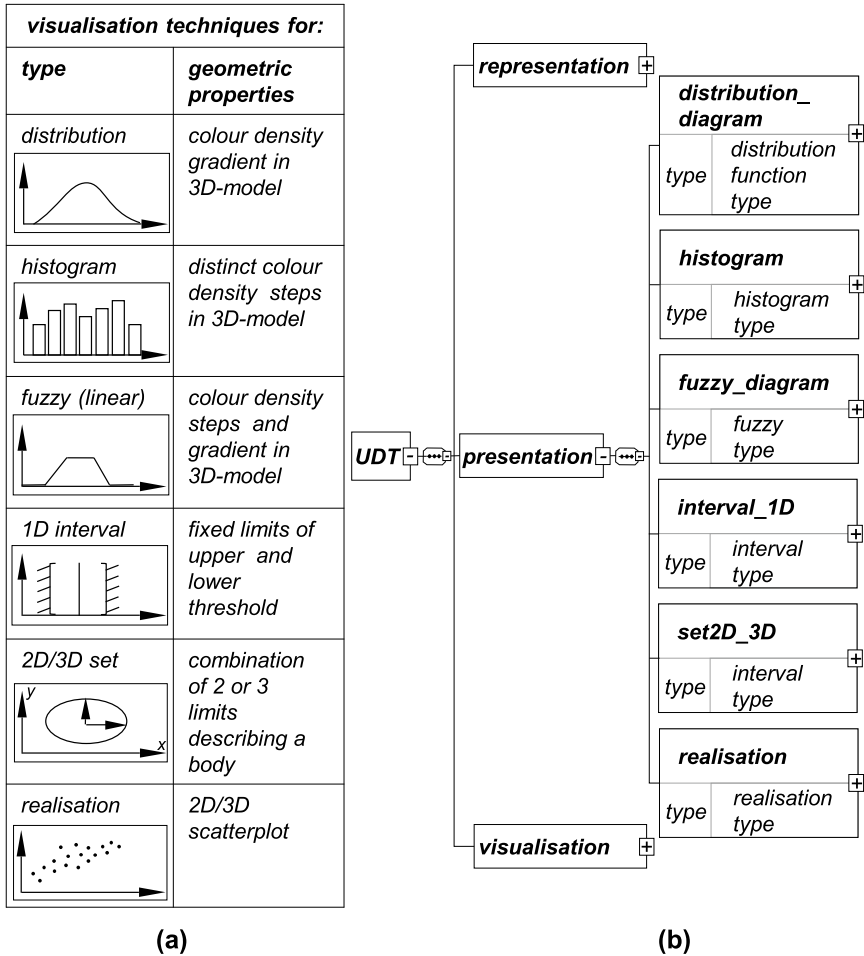 visualisation techniques for:
type
geometric
properties
distribution
colour density
gradient in
3D-model
histogram
distinct colour
density steps
in 3D-model
fuzzy (linear)
colour density
steps and
gradient in
3D-model
1D interval
fixed limits of
upper and
lower
threshold
2D/3D set
y
x
combination
of 2 or 3
limits
describing a
body
realisation
2D/3D
scatterplot
(a)
UDT
representation
presentation
visualisation
distribution_
diagram
type
distribution
function
type
histogram
type
histogram
type
fuzzy_diagram
type
fuzzy
type
interval_1D
type
interval
type
set2D_3D
type
interval
type
realisation
type
realisation
type
(b)